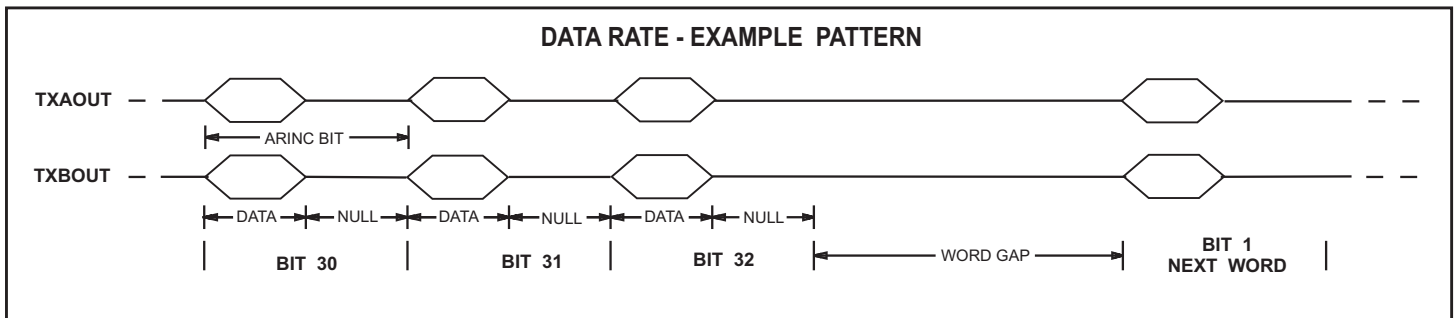 DATA RATE - EXAMPLE PATTERN
TXAOUT
ARINC BIT
TXBOUT
DATA NULL DATA NULL DATA NULL
BIT 30 BIT 31 BIT 32 WORD GAP BIT 1
NEXT WORD